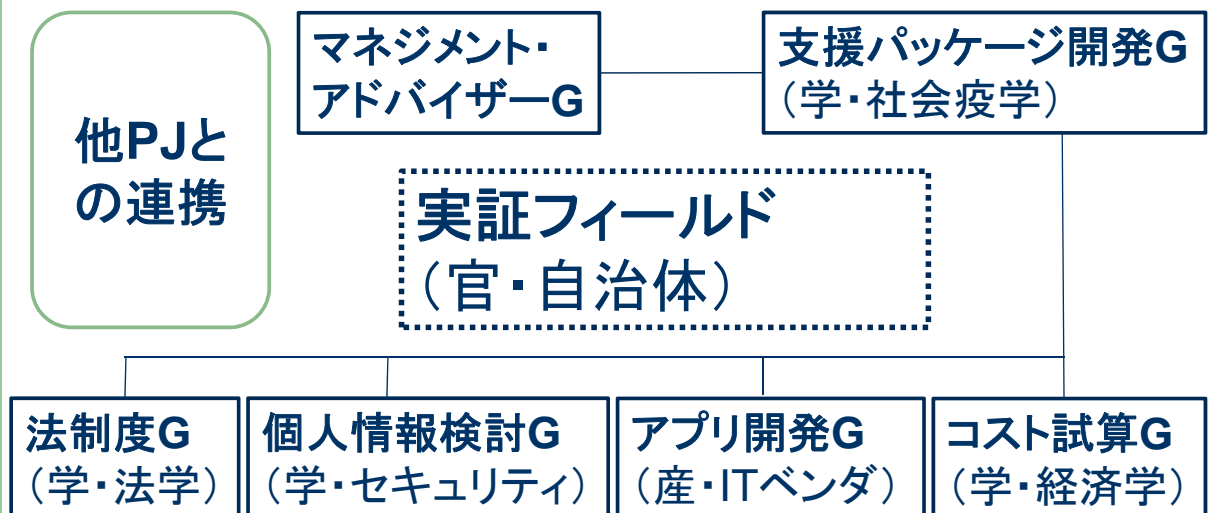 他PJと
の連携
マネジメント・
アドバイザーG
支援パッケージ開発G
（学・社会疫学）
実証フィールド
（官・自治体）
法制度G
（学・法学）
個人情報検討G
（学・セキュリティ）
アプリ開発G
（産・ITベンダ）
コスト試算G
（学・経済学）